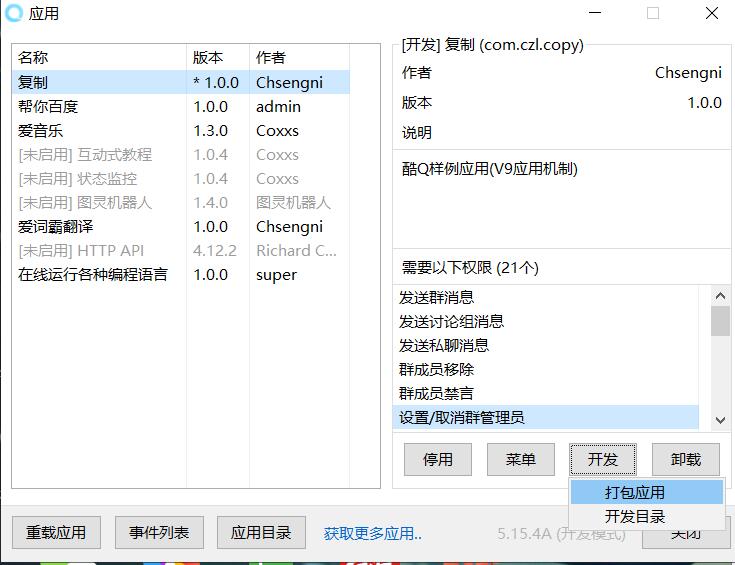 应用
名称 版本 作者
复制 * 1.0.0 Chsengni
帮你百度 1.0.0 admin
爱音乐 1.3.0 Coxxs
[未启用] 互动式教程 1.0.4 Coxxs
[未启用] 状态监控 1.0.4 Coxxs
[未启用] 图灵机器人 1.4.0 图灵机器人
爱词霸翻译 1.0.0 Chsengni
[未启用] HTTP API 4.12.2 Richard C...
在线运行各种编程语言 1.0.0 super
[开发] 复制 (com.czl.copy)
作者 Chsengni
版本 1.0.0
说明
酷Q样例应用(V9应用机制)
需要以下权限 (21个)
发送群消息
发送讨论组消息
发送私聊消息
群成员移除
群成员禁言
设置/取消群管理员
停用 菜单 开发 卸载
打包应用
开发目录
重载应用 事件列表 应用目录 获取更多应用.. 5.15.4A (开发模式) 关闭